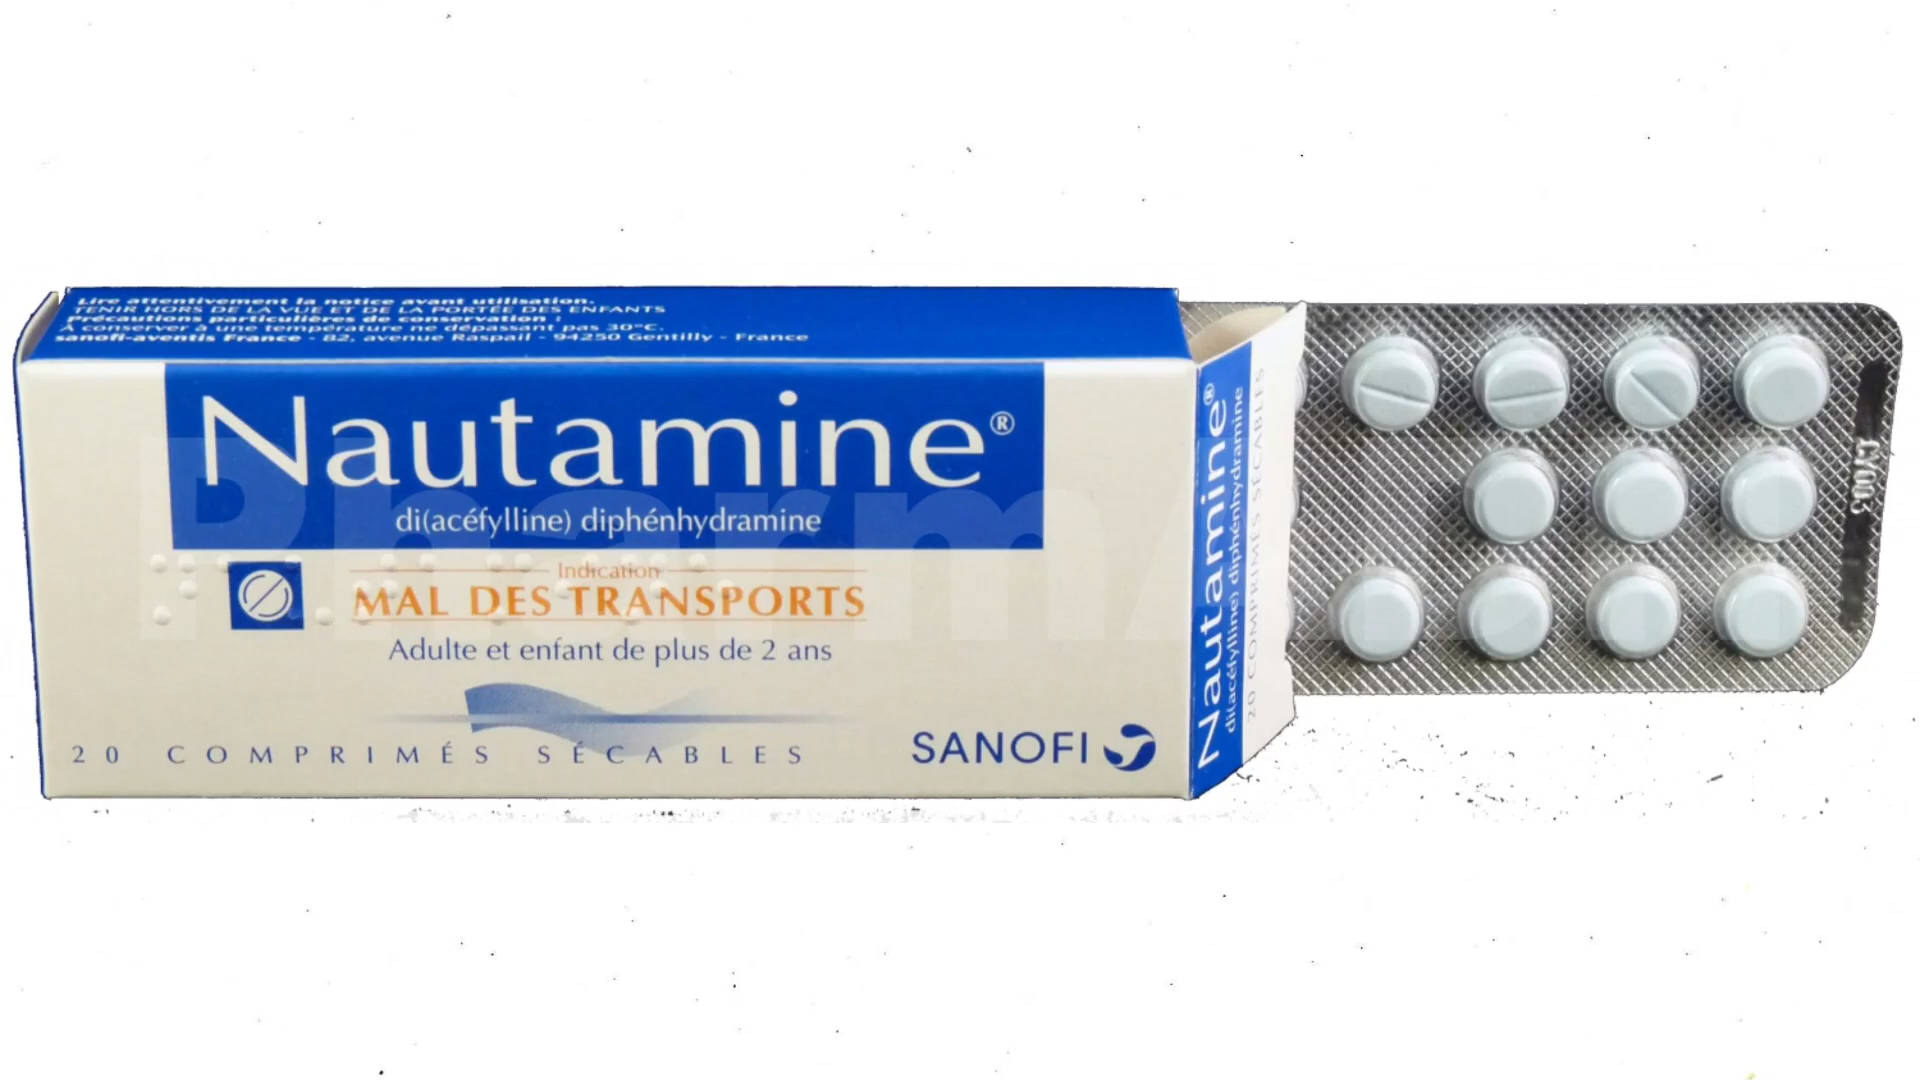 Lire attentivement la notice avant utilisation.
TENIR HORS DE LA VUE ET DE LA PORTÉE DES ENFANTS
Précautions particulières de conservation :
À conserver à une température ne dépassant pas 30°C.
sanofi-aventis France - 82, avenue Raspail - 94250 Gentilly - France
Nautamine®
di(acéfylline) diphénhydramine
Indication
MAL DES TRANSPORTS
Adulte et enfant de plus de 2 ans
20 COMPRIMÉS SÉCABLES
SANOFI
Nautamine®
di(acéfylline) diphénhydramine
20 COMPRIMÉS SÉCABLES